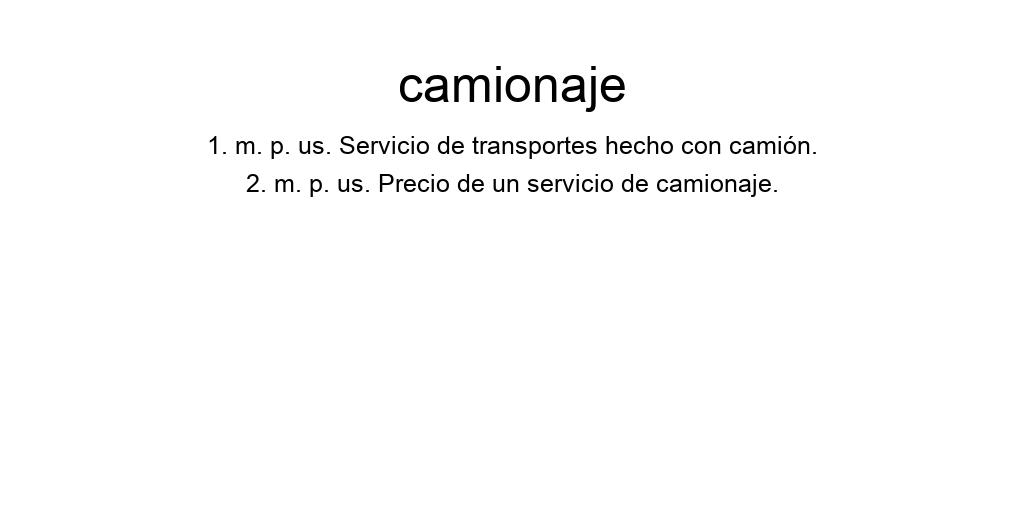 camionaje
1. m. p. us. Servicio de transportes hecho con camión.
2. m. p. us. Precio de un servicio de camionaje.